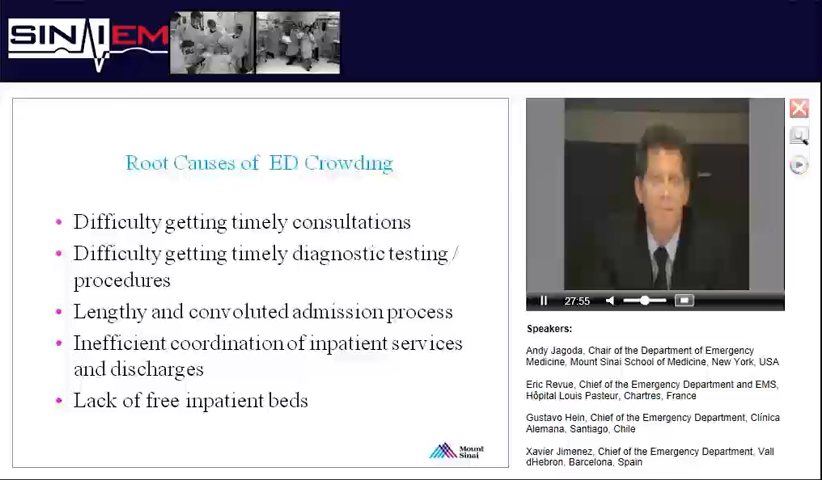 SINAIEM
Root Causes of ED Crowding
• Difficulty getting timely consultations
• Difficulty getting timely diagnostic testing /
procedures
• Lengthy and convoluted admission process
• Inefficient coordination of inpatient services
and discharges
• Lack of free inpatient beds
Mount
Sinai
27:55
Speakers:
Andy Jagoda, Chair of the Department of Emergency
Medicine, Mount Sinai School of Medicine, New York, USA
Eric Revue, Chief of the Emergency Department and EMS,
Hôpital Louis Pasteur, Chartres, France
Gustavo Hein, Chief of the Emergency Department, Clínica
Alemana, Santiago, Chile
Xavier Jimenez, Chief of the Emergency Department, Vall
dHebron, Barcelona, Spain